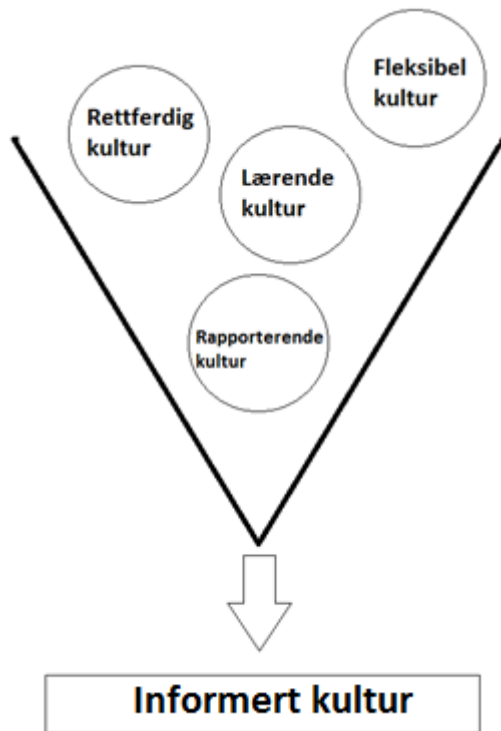 Fleksibel
kultur
Rettferdig
kultur
Lærende
kultur
Rapporterende
kultur
Informert kultur